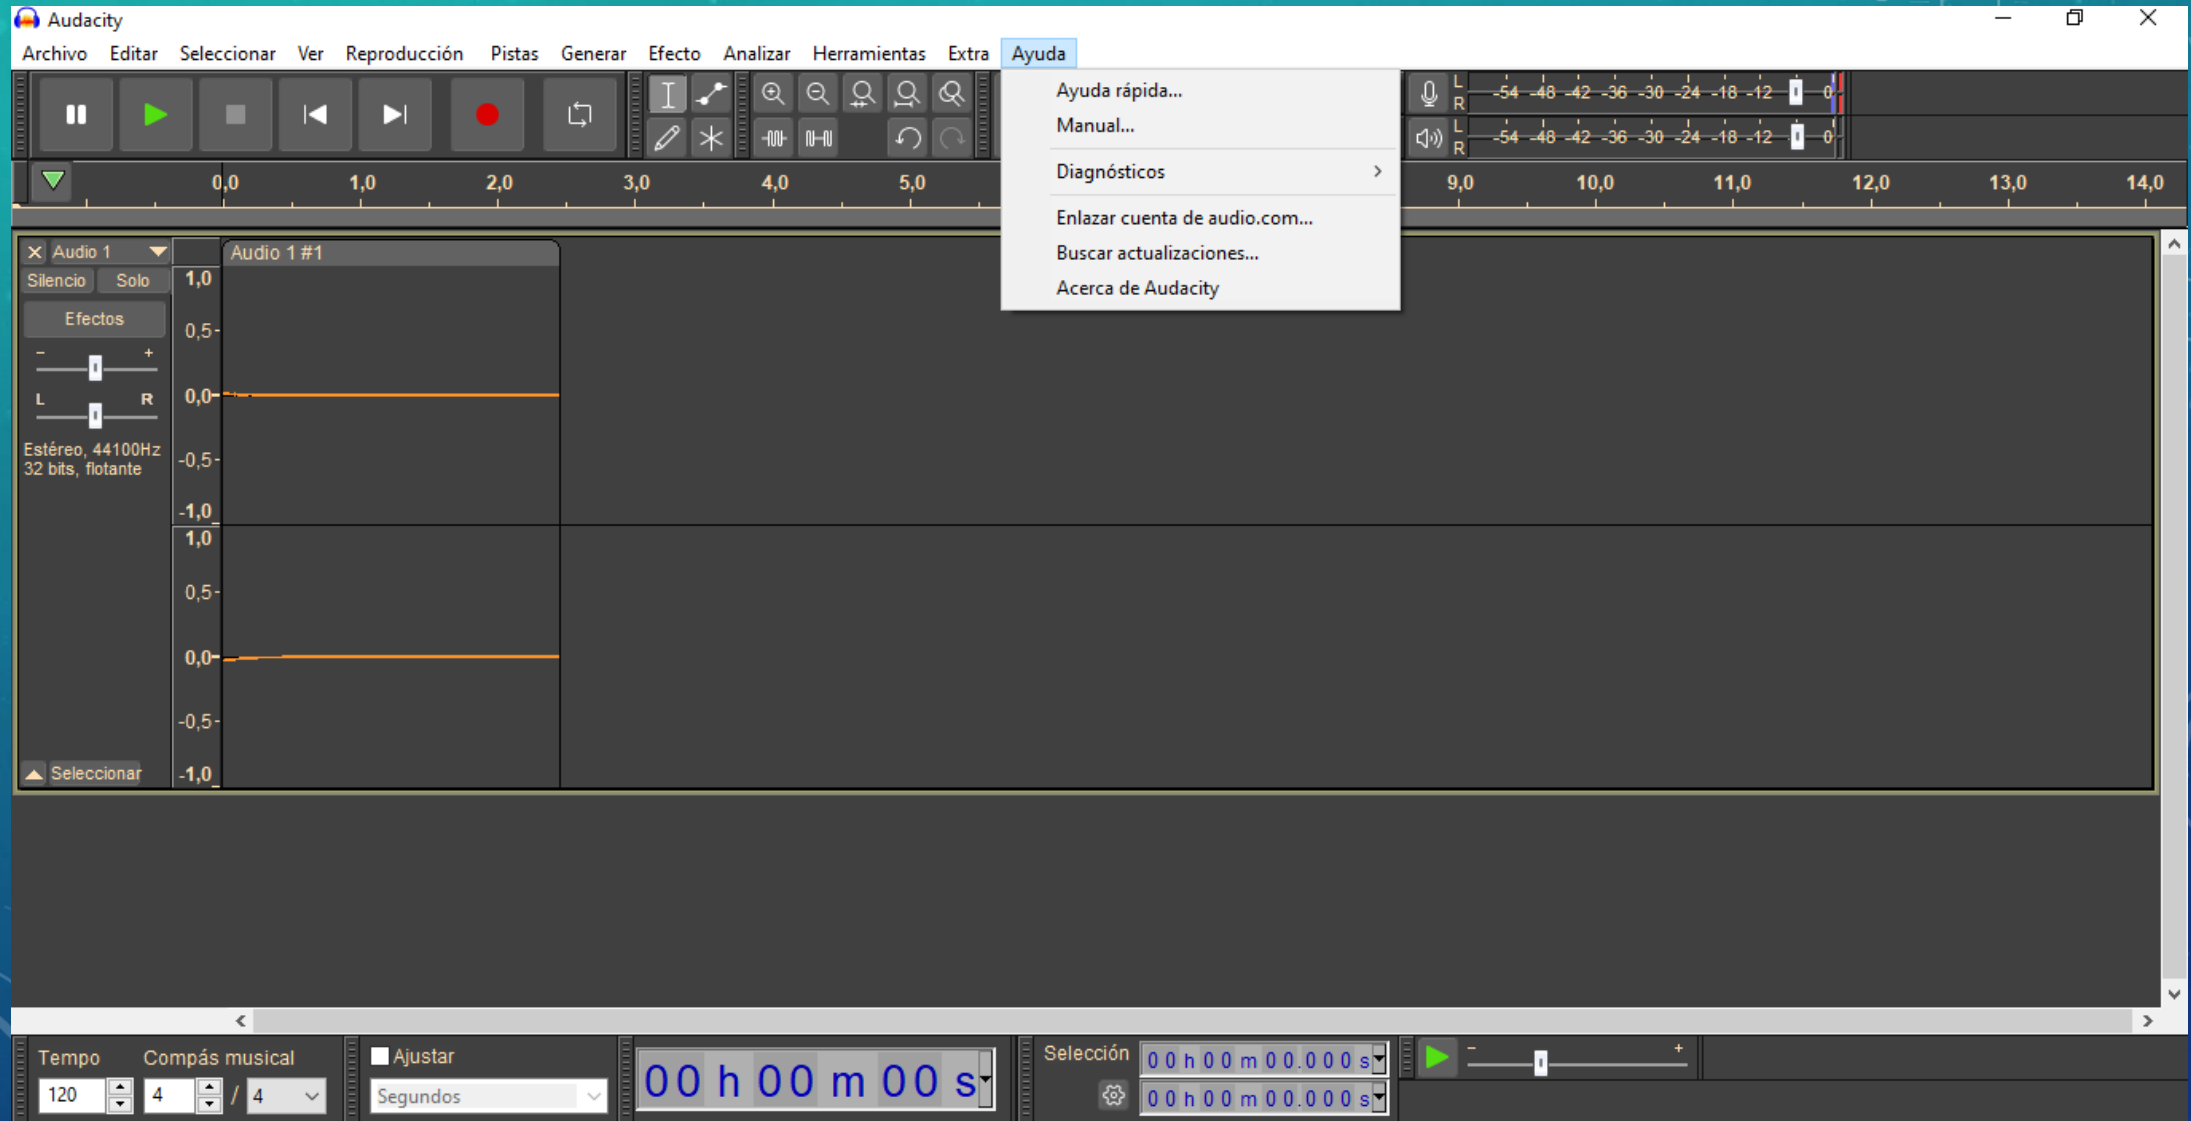 Audacity
Archivo Editar Seleccionar Ver Reproducción Pistas Generar Efecto Analizar Herramientas Extra Ayuda
Ayuda rápida...
Manual...
Diagnósticos
Enlazar cuenta de audio.com...
Buscar actualizaciones...
Acerca de Audacity
L
R
-54 -48 -42 -36 -30 -24 -18 -12 0
L
R
-54 -48 -42 -36 -30 -24 -18 -12 0
0,0 1,0 2,0 3,0 4,0 5,0 9,0 10,0 11,0 12,0 13,0 14,0
Audio 1
Audio 1 #1
Silencio Solo
Efectos
- +
L R
Estéreo, 44100Hz
32 bits, flotante
Seleccionar
1,0
0,5-
0,0-
-0,5-
-1,0
1,0
0,5-
0,0-
-0,5-
-1,0
Tempo Compás musical
120 4 / 4
Ajustar
Segundos
00 h 00 m 00 s
Selección
00 h 00 m 00.000 s
00 h 00 m 00.000 s
- +